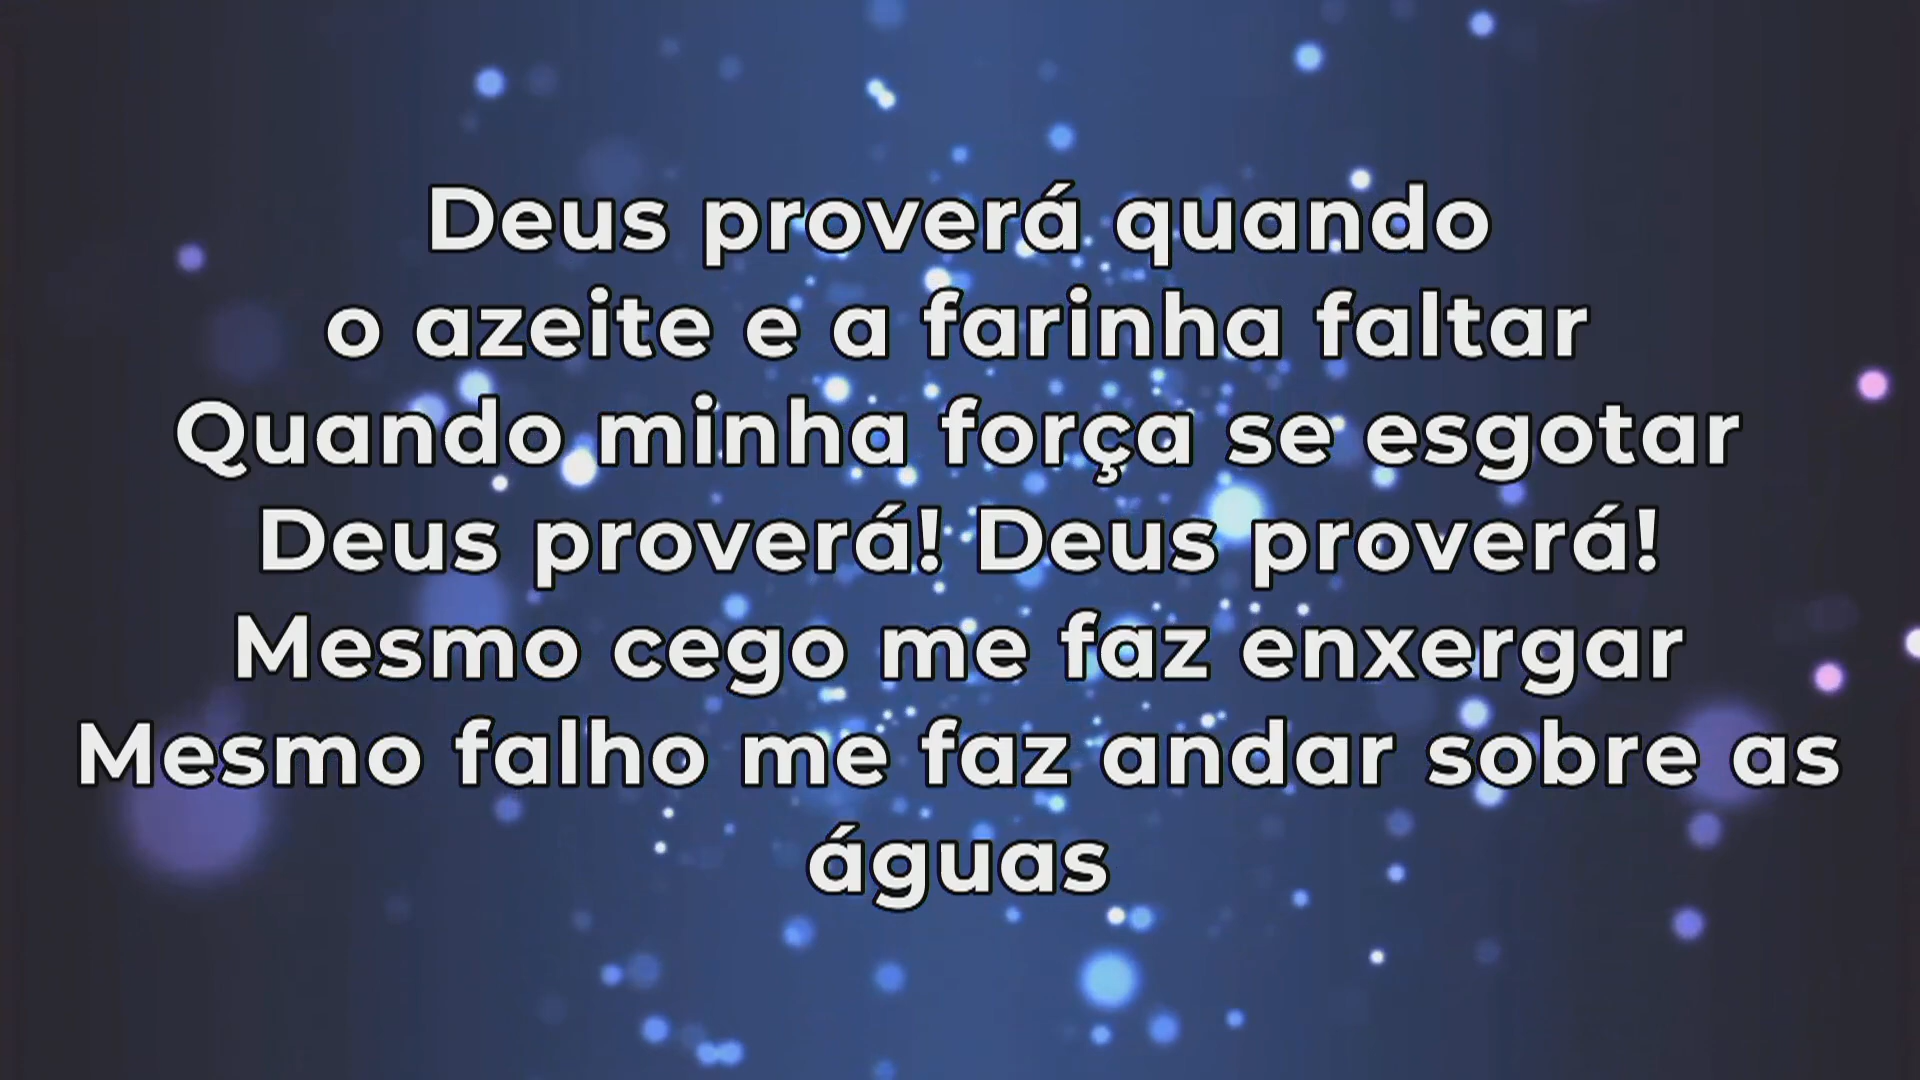 Deus proverá quando
o azeite e a farinha faltar
Quando minha força se esgotar
Deus proverá! Deus proverá!
Mesmo cego me faz enxergar
Mesmo falho me faz andar sobre as
águas